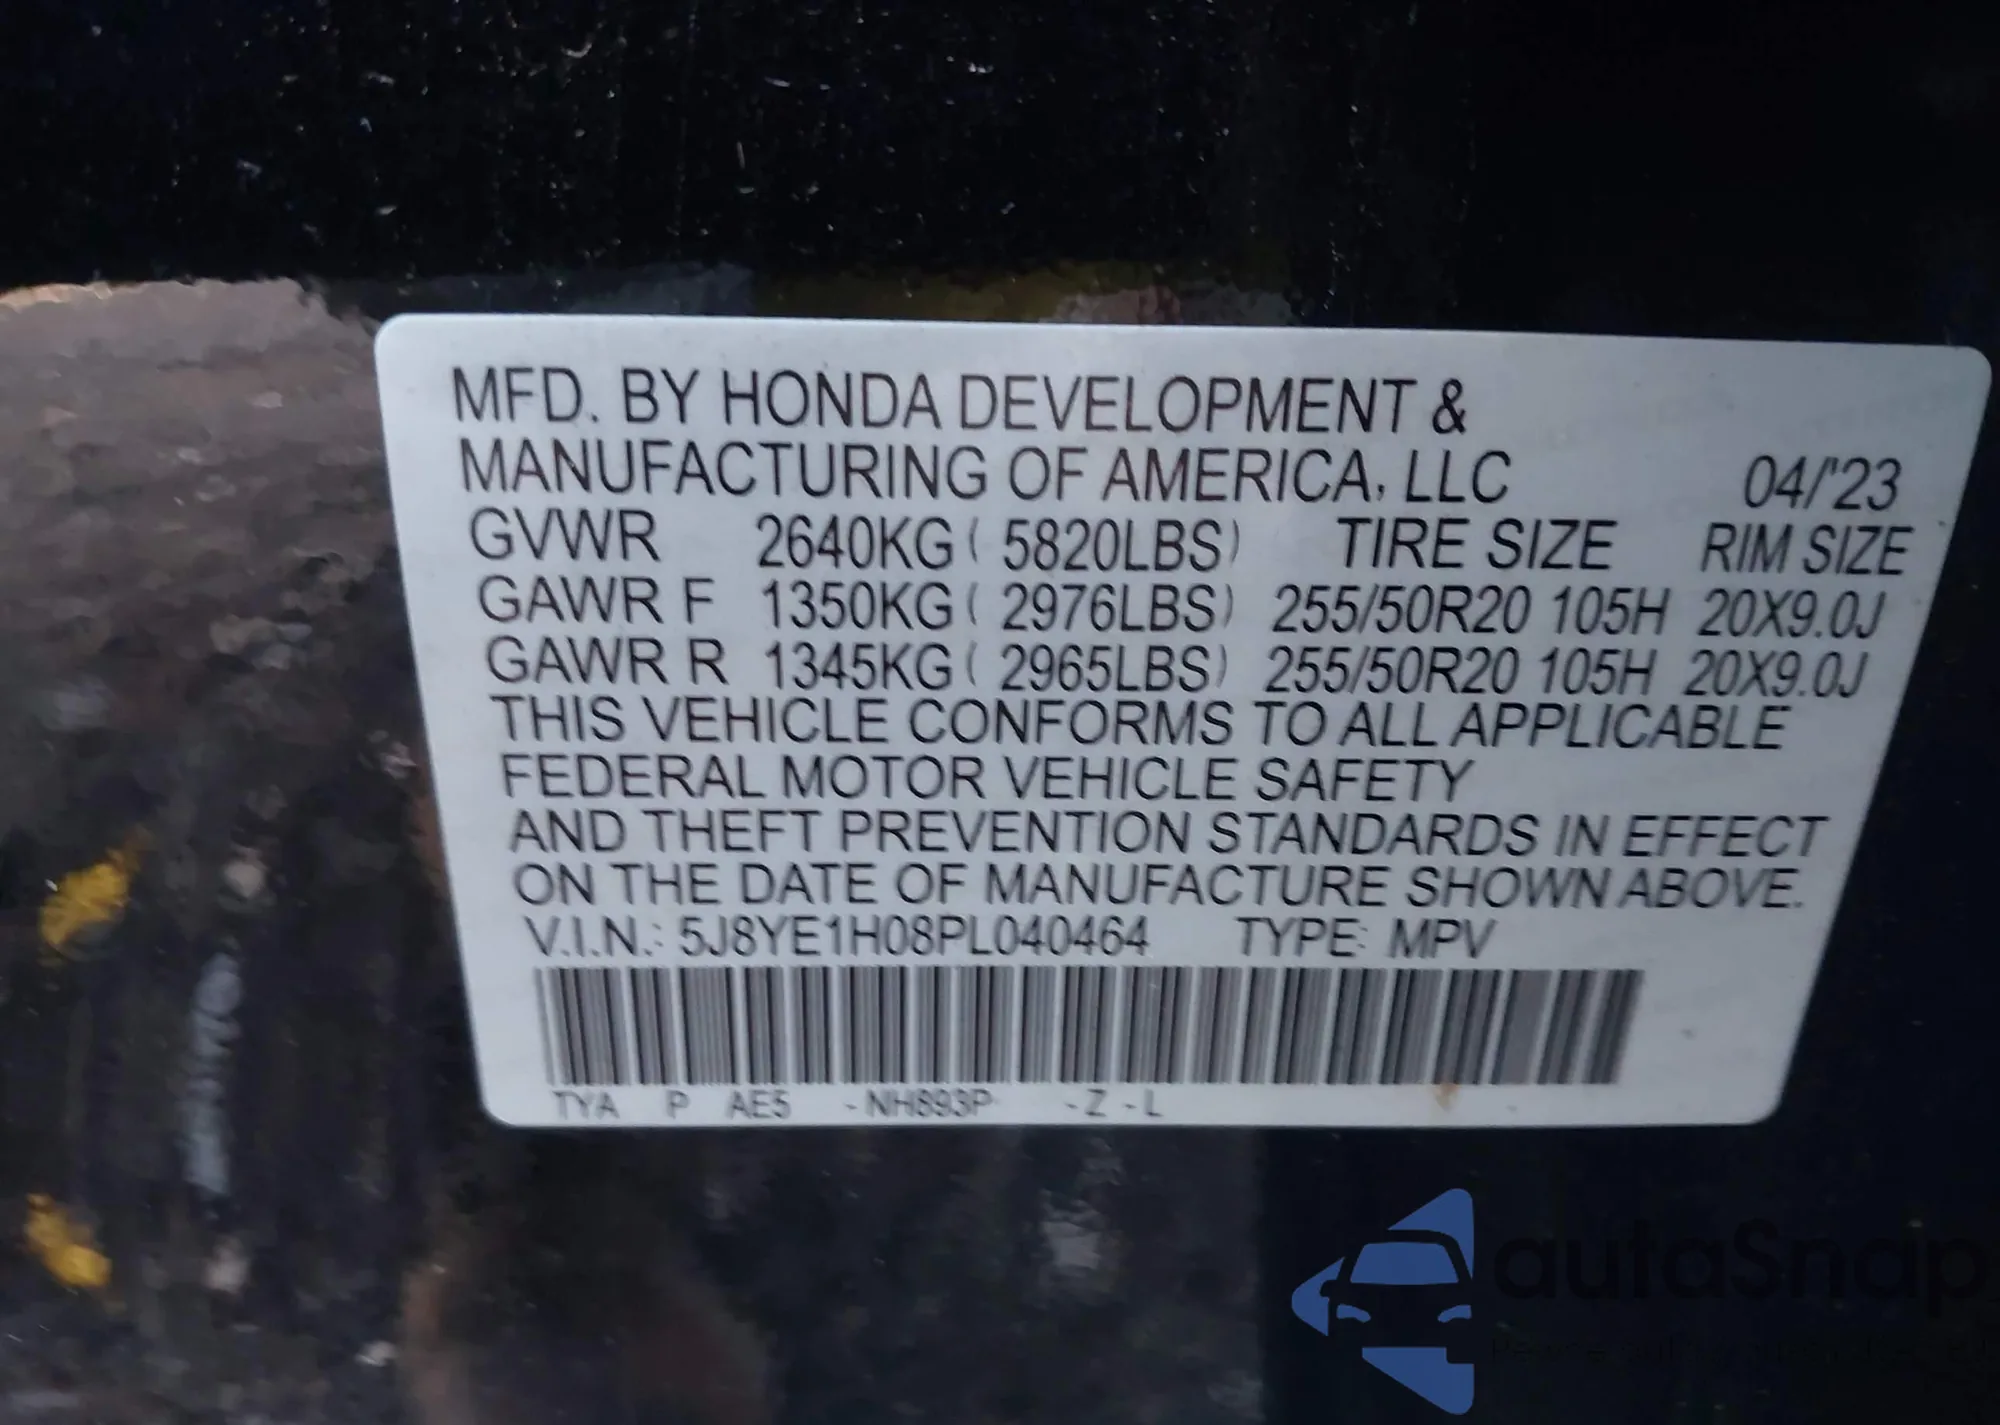 MFD. BY HONDA DEVELOPMENT &
MANUFACTURING OF AMERICA, LLC 04/'23
GVWR 2640KG ( 5820LBS) TIRE SIZE RIM SIZE
GAWR F 1350KG ( 2976LBS) 255/50R20 105H 20X9.0J
GAWR R 1345KG ( 2965LBS) 255/50R20 105H 20X9.0J
THIS VEHICLE CONFORMS TO ALL APPLICABLE
FEDERAL MOTOR VEHICLE SAFETY
AND THEFT PREVENTION STANDARDS IN EFFECT
ON THE DATE OF MANUFACTURE SHOWN ABOVE.
V.I.N.: 5J8YE1H08PL040464 TYPE: MPV
TYA P AE5 - NH893P - Z - L
autaSnap